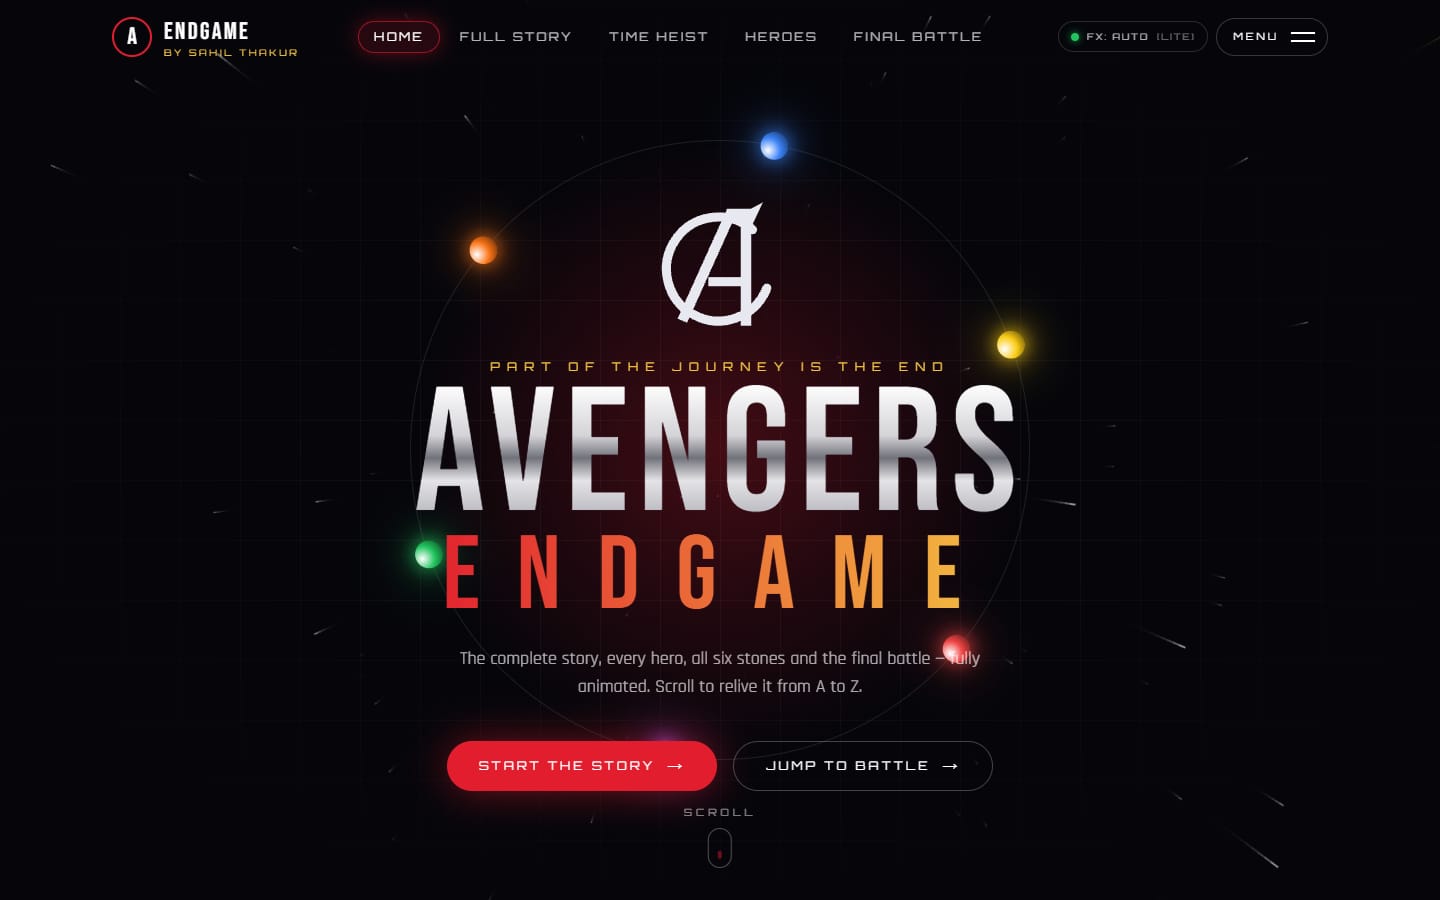 A
ENDGAME
BY SAHIL THAKUR
HOME
FULL STORY
TIME HEIST
HEROES
FINAL BATTLE
FX: AUTO (LITE)
MENU
A
PART OF THE JOURNEY IS THE END
AVENGERS
ENDGAME
The complete story, every hero, all six stones and the final battle — fully
animated. Scroll to relive it from A to Z.
START THE STORY →
JUMP TO BATTLE →
SCROLL